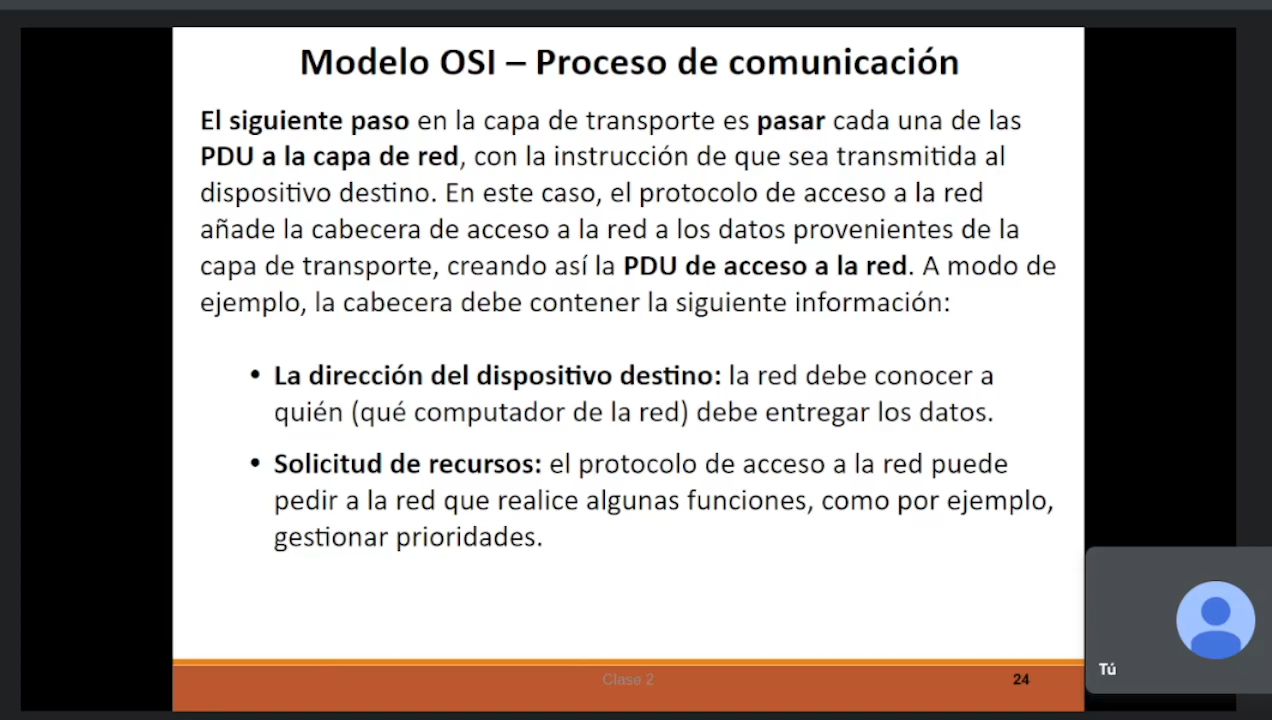 Modelo OSI – Proceso de comunicación
El siguiente paso en la capa de transporte es pasar cada una de las
PDU a la capa de red, con la instrucción de que sea transmitida al
dispositivo destino. En este caso, el protocolo de acceso a la red
añade la cabecera de acceso a la red a los datos provenientes de la
capa de transporte, creando así la PDU de acceso a la red. A modo de
ejemplo, la cabecera debe contener la siguiente información:
• La dirección del dispositivo destino: la red debe conocer a
quién (qué computador de la red) debe entregar los datos.
• Solicitud de recursos: el protocolo de acceso a la red puede
pedir a la red que realice algunas funciones, como por ejemplo,
gestionar prioridades.
Clase 2
24
Tú